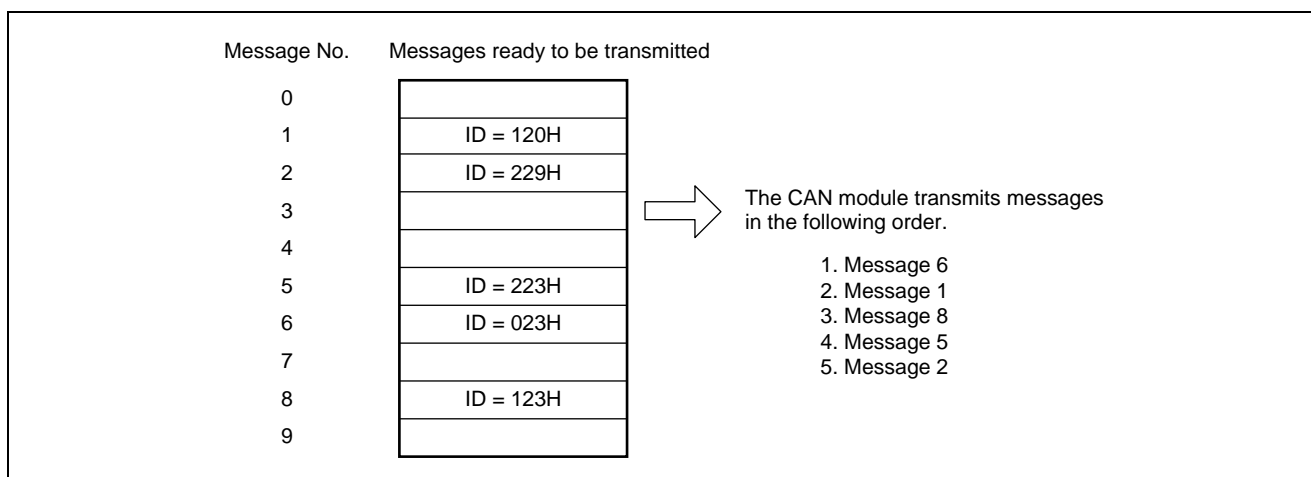 Message No. Messages ready to be transmitted
0
1 ID = 120H
2 ID = 229H
3
4
5 ID = 223H
6 ID = 023H
7
8 ID = 123H
9
The CAN module transmits messages
in the following order.
1. Message 6
2. Message 1
3. Message 8
4. Message 5
5. Message 2